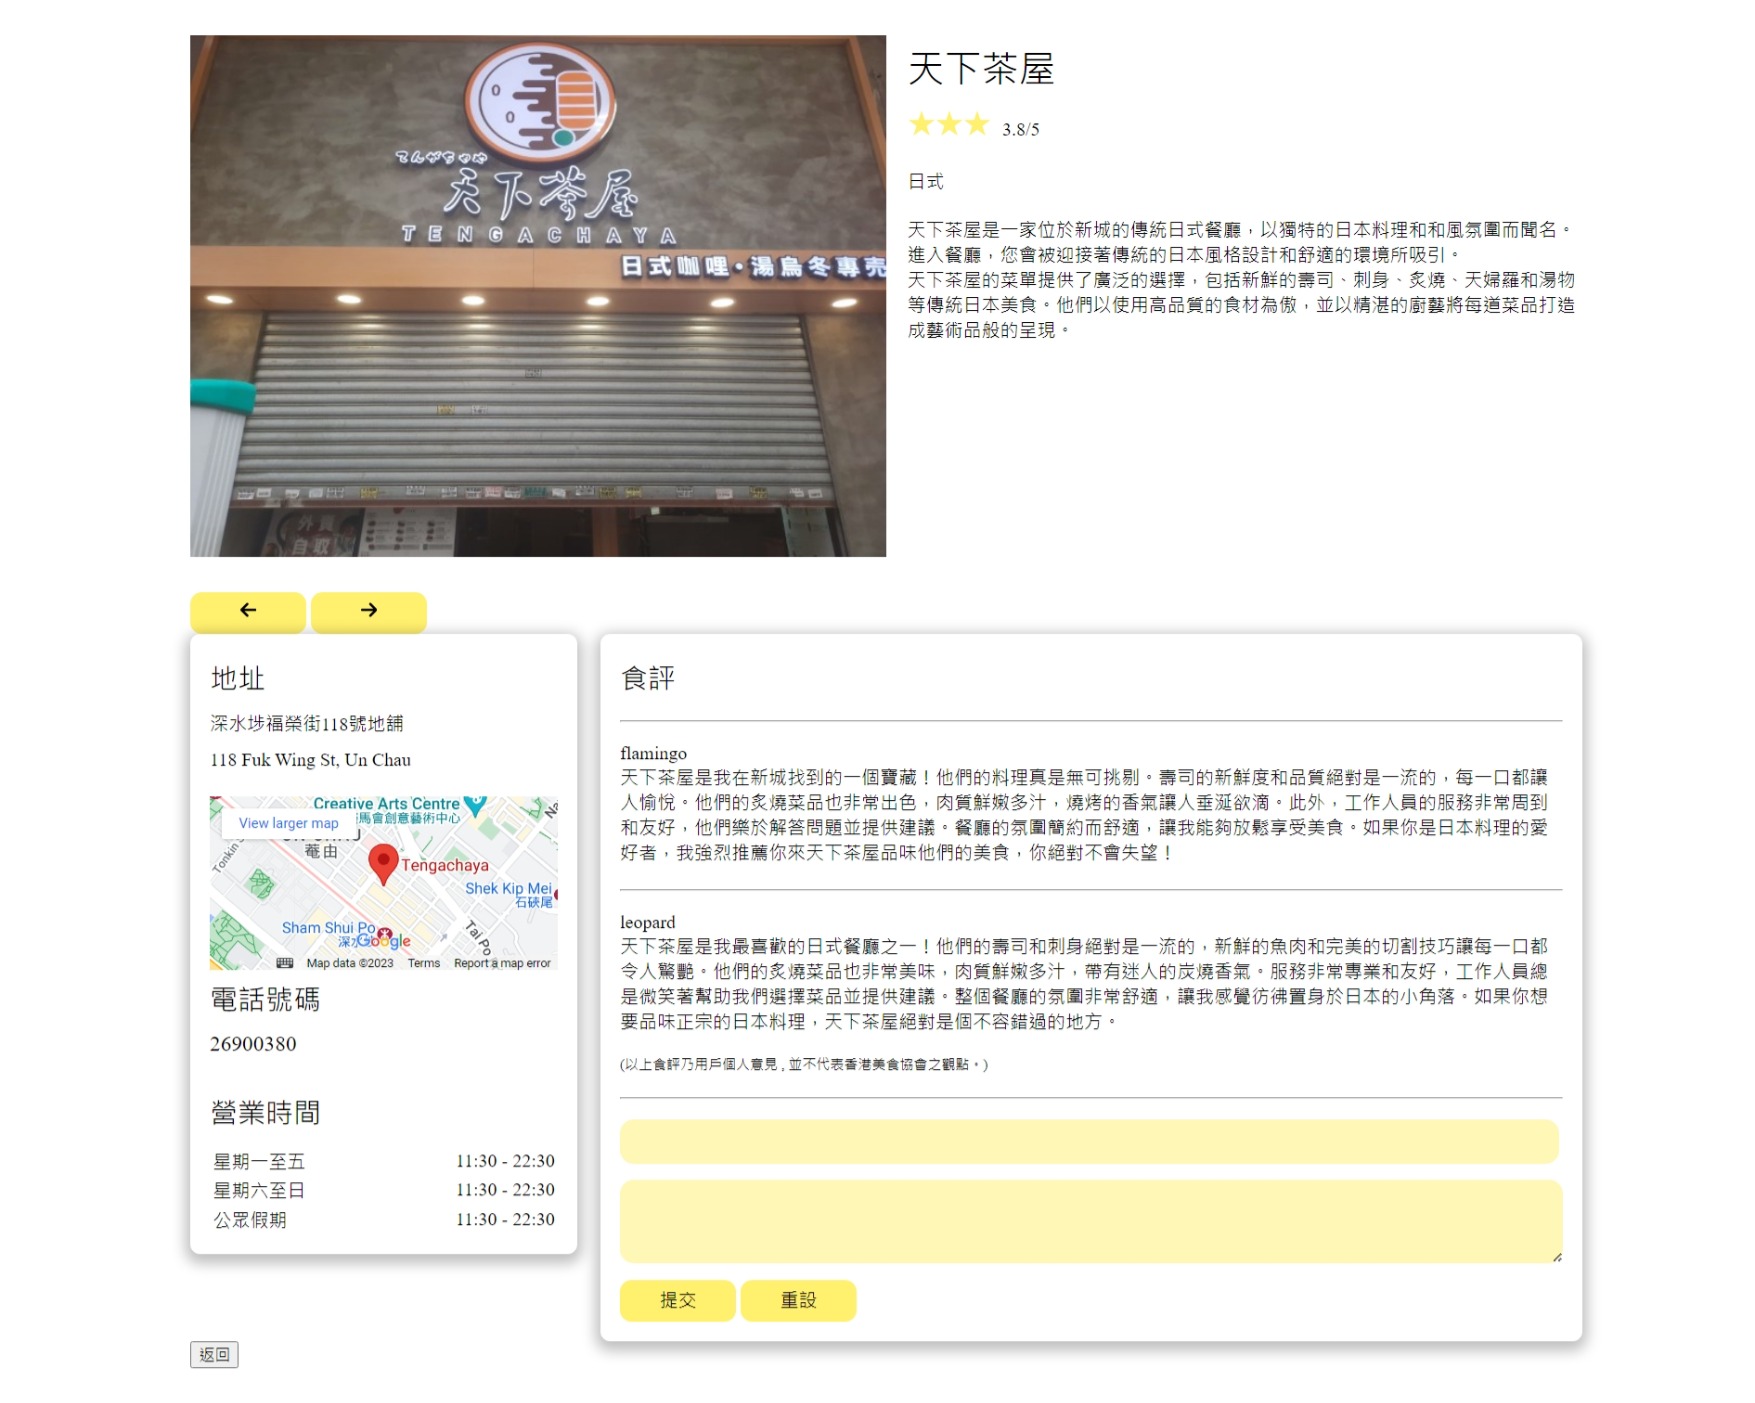 てんがちゃや
天下茶屋
TENGACHAYA
日式咖哩•湯烏冬專売
外買
自取
天下茶屋
3.8/5
日式
天下茶屋是一家位於新城的傳統日式餐廳，以獨特的日本料理和和風氛圍而聞名。
進入餐廳，您會被迎接著傳統的日本風格設計和舒適的環境所吸引。
天下茶屋的菜單提供了廣泛的選擇，包括新鮮的壽司、刺身、炙燒、天婦羅和湯物
等傳統日本美食。他們以使用高品質的食材為傲，並以精湛的廚藝將每道菜品打造
成藝術品般的呈現。
地址
深水埗福榮街118號地舖
118 Fuk Wing St, Un Chau
Creative Arts Centre
馬會創意藝術中心
View larger map
菴由
Tonkin
Tengachaya
Shek Kip Mei
石硤尾
Sham Shui Po
深水
Google
Tai Po
Map data ©2023 Terms Report a map error
電話號碼
26900380
營業時間
星期一至五 11:30 - 22:30
星期六至日 11:30 - 22:30
公眾假期 11:30 - 22:30
食評
flamingo
天下茶屋是我在新城找到的一個寶藏！他們的料理真是無可挑剔。壽司的新鮮度和品質絕對是一流的，每一口都讓
人愉悅。他們的炙燒菜品也非常出色，肉質鮮嫩多汁，燒烤的香氣讓人垂涎欲滴。此外，工作人員的服務非常周到
和友好，他們樂於解答問題並提供建議。餐廳的氛圍簡約而舒適，讓我能夠放鬆享受美食。如果你是日本料理的愛
好者，我強烈推薦你來天下茶屋品味他們的美食，你絕對不會失望！
leopard
天下茶屋是我最喜歡的日式餐廳之一！他們的壽司和刺身絕對是一流的，新鮮的魚肉和完美的切割技巧讓每一口都
令人驚艷。他們的炙燒菜品也非常美味，肉質鮮嫩多汁，帶有迷人的炭燒香氣。服務非常專業和友好，工作人員總
是微笑著幫助我們選擇菜品並提供建議。整個餐廳的氛圍非常舒適，讓我感覺彷彿置身於日本的小角落。如果你想
要品味正宗的日本料理，天下茶屋絕對是個不容錯過的地方。
(以上食評乃用戶個人意見，並不代表香港美食協會之觀點。)
提交
重設
返回